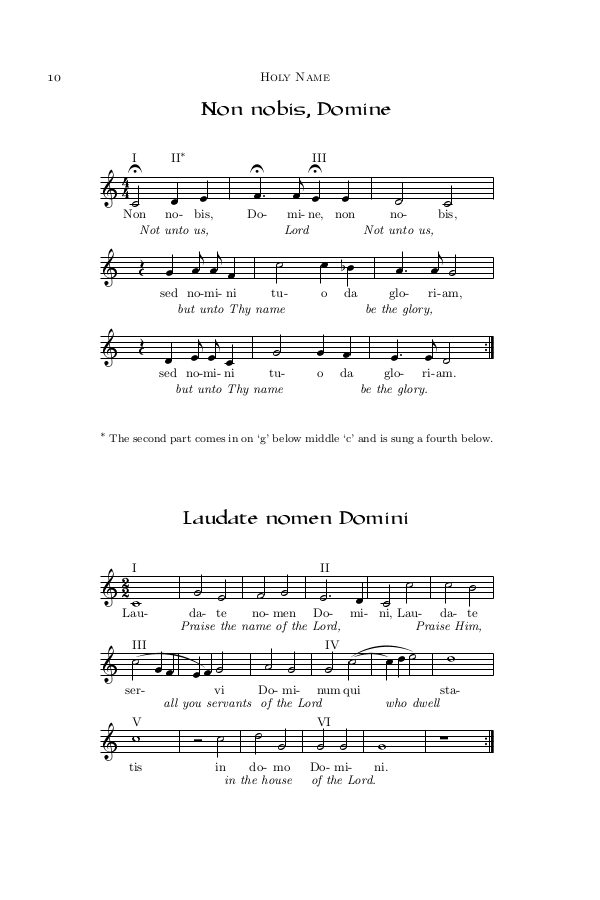 10 Holy Name
Non nobis, Domine
I II* III
Non no- bis, Do- mi- ne, non no- bis,
Not unto us, Lord Not unto us,
sed no-mi- ni tu- o da glo- ri-am,
but unto Thy name be the glory,
sed no-mi- ni tu- o da glo- ri-am.
but unto Thy name be the glory.
* The second part comes in on ‘g’ below middle ‘c’ and is sung a fourth below.
Laudate nomen Domini
I II
Lau- da- te no- men Do- mi- ni, Lau- da- te
Praise the name of the Lord, Praise Him,
III IV
ser- vi Do- mi- num qui sta-
all you servants of the Lord who dwell
V VI
tis in do- mo Do- mi- ni.
in the house of the Lord.